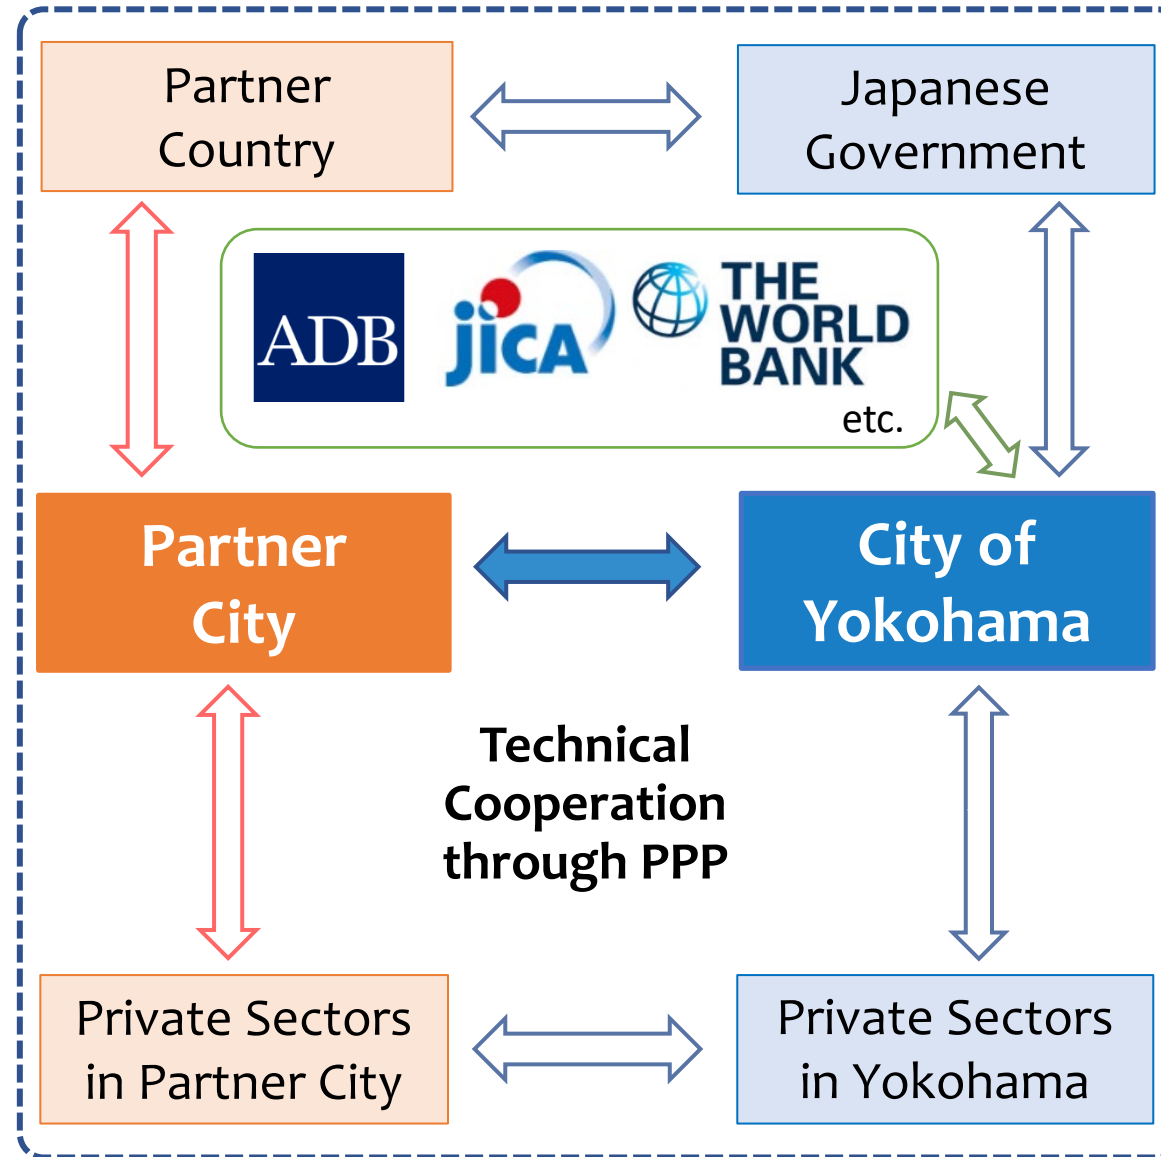 Partner
Country
Japanese
Government
ADB
jica
THE
WORLD
BANK
etc.
Partner
City
City of
Yokohama
Technical
Cooperation
through PPP
Private Sectors
in Partner City
Private Sectors
in Yokohama